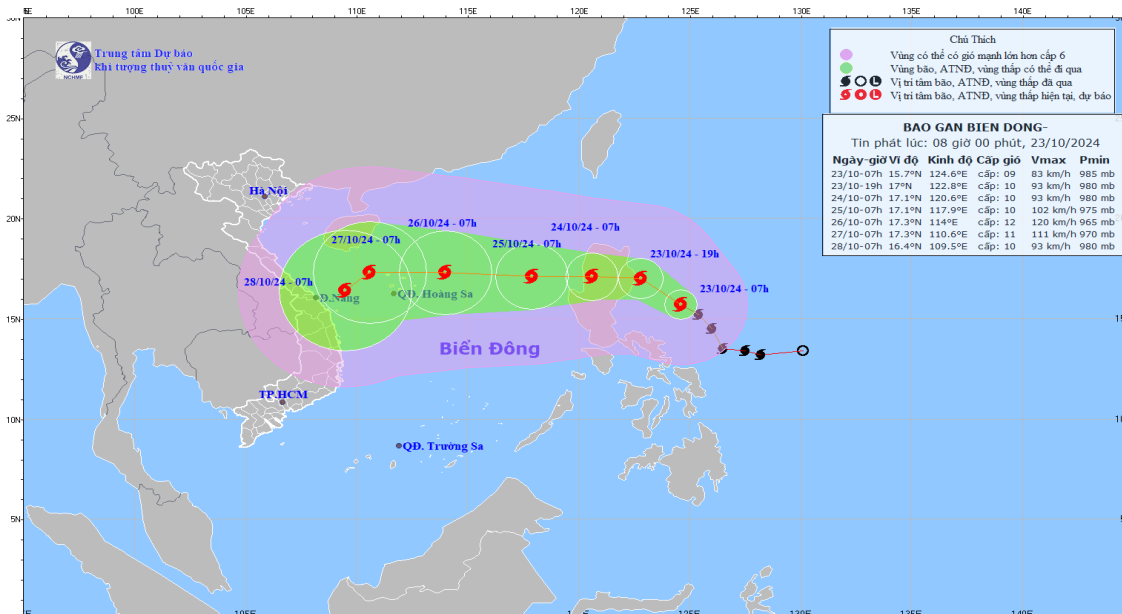 Trung tâm Dự báo
khí tượng thuỷ văn quốc gia
NCHMF
Chú Thích
Vùng có thể có gió mạnh lớn hơn cấp 6
Vùng bão, ATNĐ, vùng thấp có thể đi qua
Vị trí tâm bão, ATNĐ, vùng thấp đã qua
Vị trí tâm bão, ATNĐ, vùng thấp hiện tại, dự báo
BAO GAN BIEN DONG-
Tin phát lúc: 08 giờ 00 phút, 23/10/2024
Ngày-giờ Vĩ độ Kinh độ Cấp gió Vmax Pmin
23/10-07h 15.7°N 124.6°E cấp: 09 83 km/h 985 mb
23/10-19h 17°N 122.8°E cấp: 10 93 km/h 980 mb
24/10-07h 17.1°N 120.6°E cấp: 10 93 km/h 980 mb
25/10-07h 17.1°N 117.9°E cấp: 10 102 km/h 975 mb
26/10-07h 17.3°N 114°E cấp: 12 120 km/h 965 mb
27/10-07h 17.3°N 110.6°E cấp: 11 111 km/h 970 mb
28/10-07h 16.4°N 109.5°E cấp: 10 93 km/h 980 mb
110E 115E 120E 125E 130E 135E 140E
25N
20N
15N
10N
5N
Hà Nội
26/10/24 - 07h
24/10/24 - 07h
27/10/24 - 07h
25/10/24 - 07h
23/10/24 - 19h
28/10/24 - 07h
23/10/24 - 07h
Đ.Nẵng
QĐ. Hoàng Sa
Biển Đông
TP.HCM
QĐ. Trường Sa
105E 110E 115E 120E 125E 130E 135E 140E